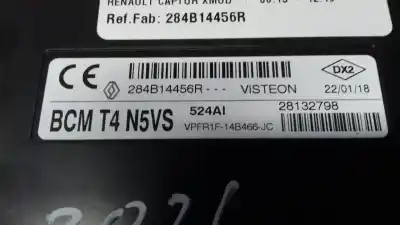 RENAULT CAPTUR XMOD
Ref.Fab: 284B14456R
CE 284B14456R--- VISTEON
DX2
22/01/18
BCM T4 N5VS 524AI 28132798
VPFR1F-14B466-JC